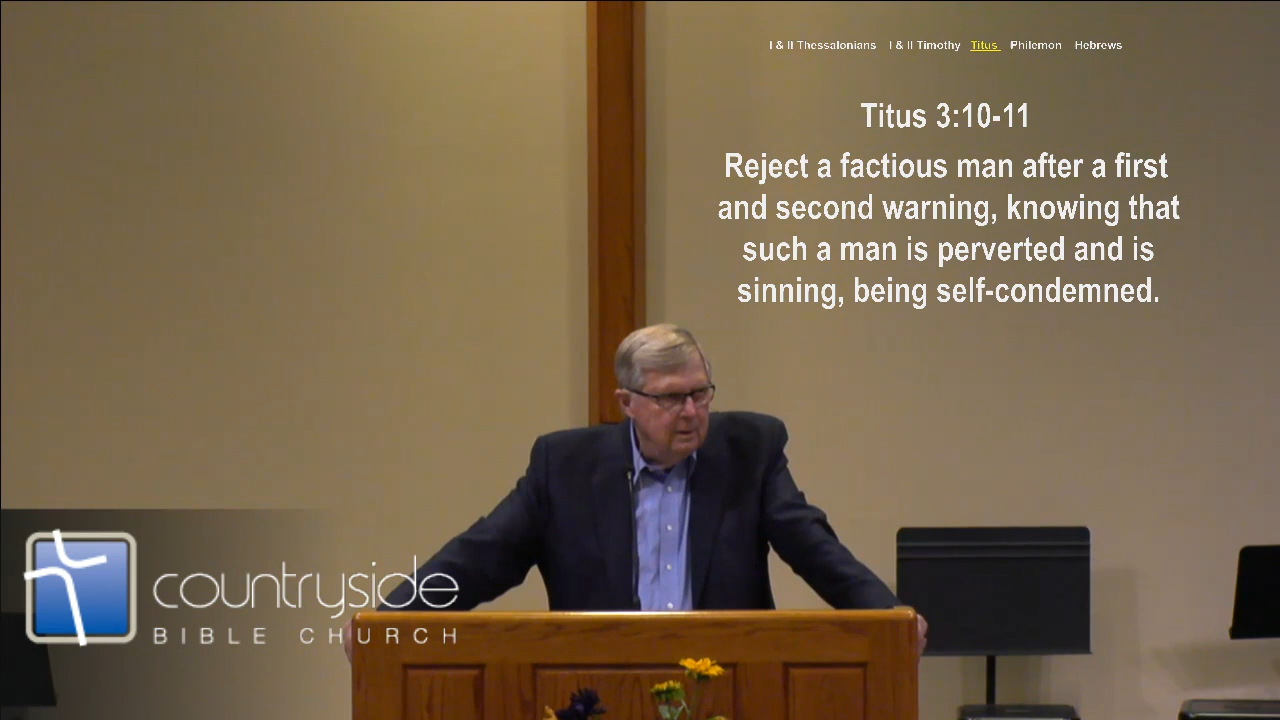 I & II Thessalonians I & II Timothy Titus Philemon Hebrews
Titus 3:10-11
Reject a factious man after a first
and second warning, knowing that
such a man is perverted and is
sinning, being self-condemned.
countryside
BIBLE CHURCH